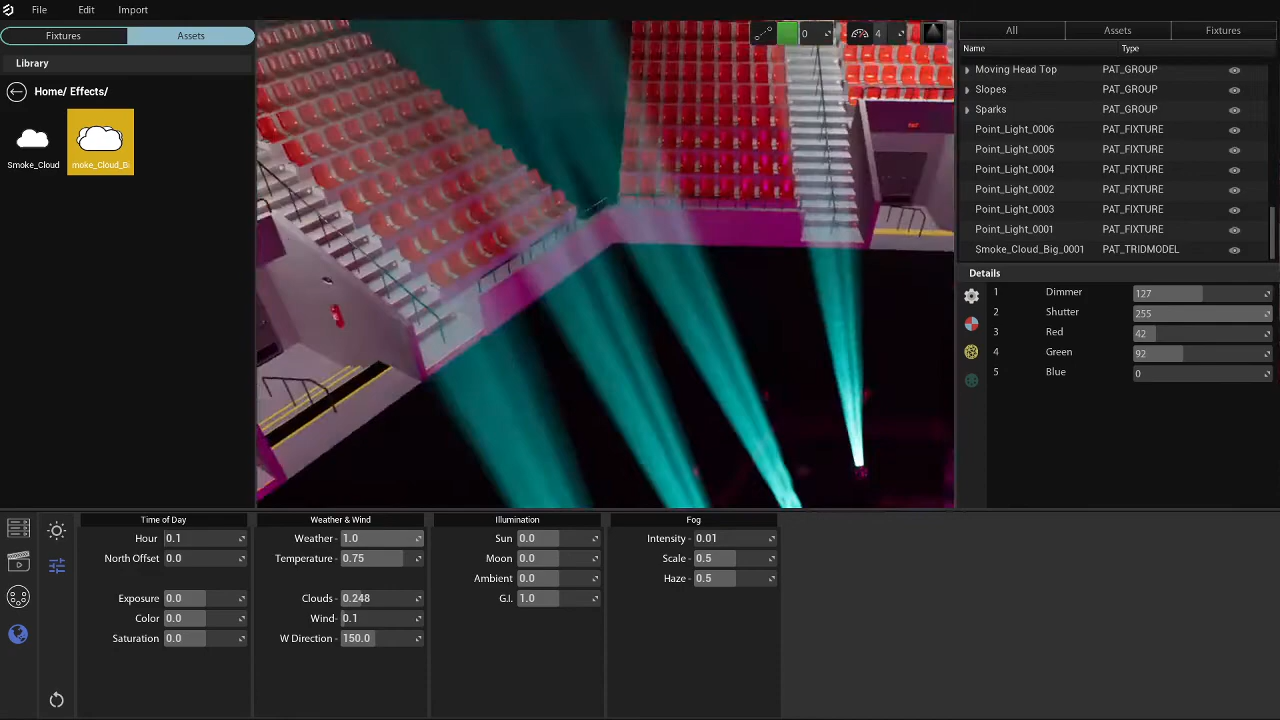 File Edit Import
Fixtures Assets
Library
Home/ Effects/
Smoke_Cloud moke_Cloud_Bi
0 4
All Assets Fixtures
Name Type
Moving Head Top PAT_GROUP
Slopes PAT_GROUP
Sparks PAT_GROUP
Point_Light_0006 PAT_FIXTURE
Point_Light_0005 PAT_FIXTURE
Point_Light_0004 PAT_FIXTURE
Point_Light_0002 PAT_FIXTURE
Point_Light_0003 PAT_FIXTURE
Point_Light_0001 PAT_FIXTURE
Smoke_Cloud_Big_0001 PAT_TRIDMODEL
Details
1 Dimmer 127
2 Shutter 255
3 Red 42
4 Green 92
5 Blue 0
Time of Day
Hour 0.1
North Offset 0.0
Exposure 0.0
Color 0.0
Saturation 0.0
Weather & Wind
Weather - 1.0
Temperature - 0.75
Clouds - 0.248
Wind - 0.1
W Direction - 150.0
Illumination
Sun 0.0
Moon 0.0
Ambient 0.0
G.I. 1.0
Fog
Intensity - 0.01
Scale - 0.5
Haze - 0.5